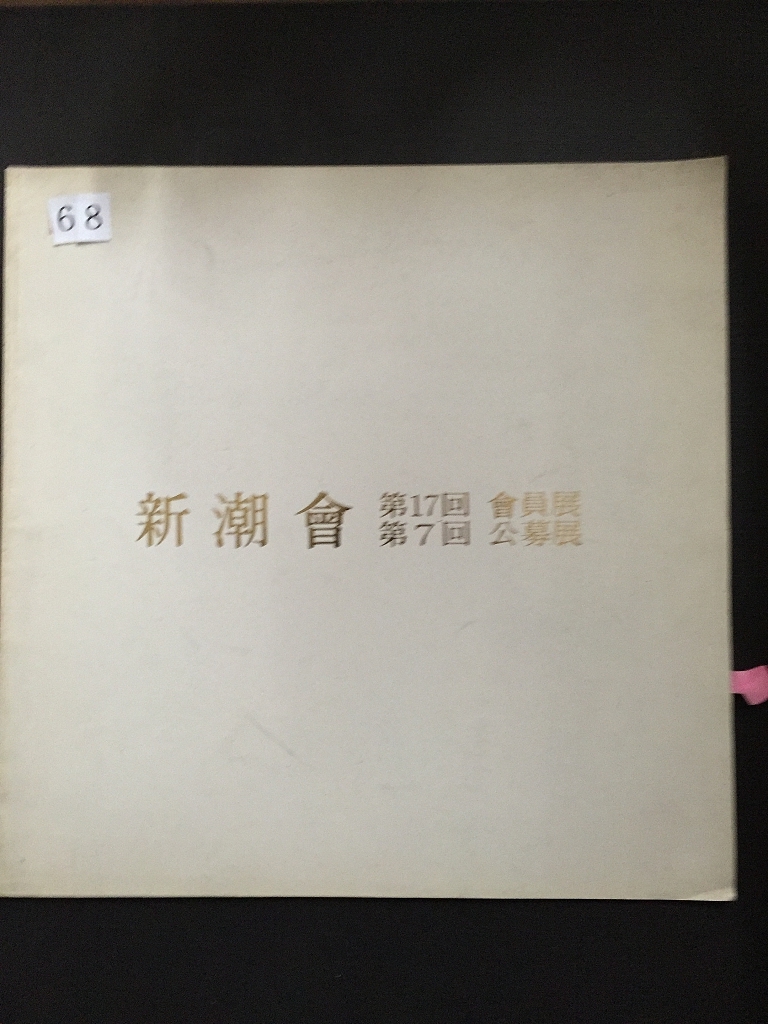 68
新潮會
第17回 會員展
第7回 公募展